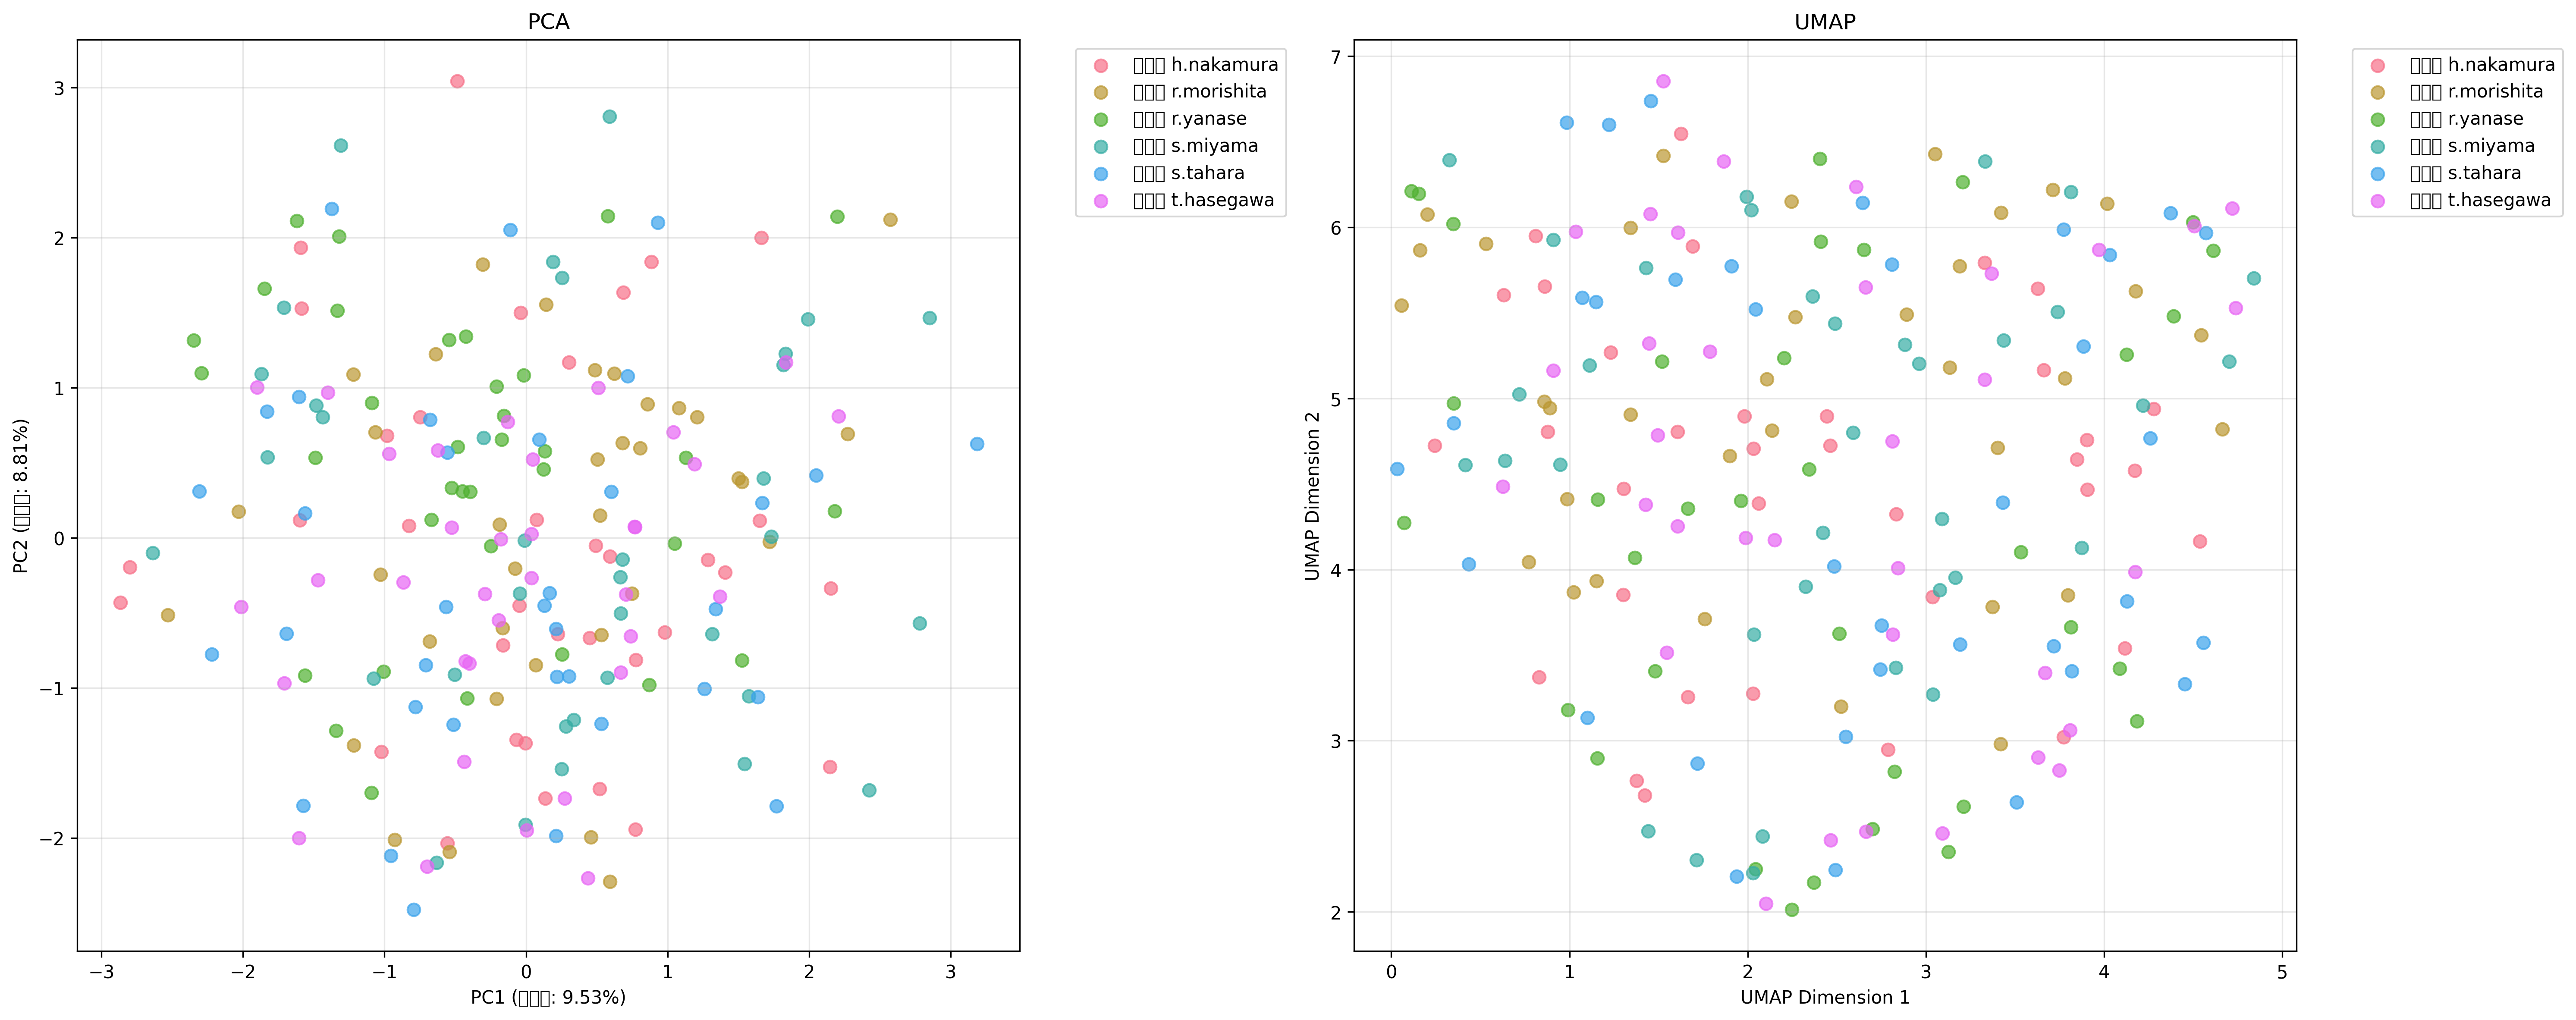 PCA
3
2
1
0
−1
−2
PC2 (□□□: 8.81%)
−3
−2
−1
0
1
2
3
PC1 (□□□: 9.53%)
□□□ h.nakamura
□□□ r.morishita
□□□ r.yanase
□□□ s.miyama
□□□ s.tahara
□□□ t.hasegawa
UMAP
7
6
5
4
3
2
UMAP Dimension 2
0
1
2
3
4
5
UMAP Dimension 1
□□□ h.nakamura
□□□ r.morishita
□□□ r.yanase
□□□ s.miyama
□□□ s.tahara
□□□ t.hasegawa